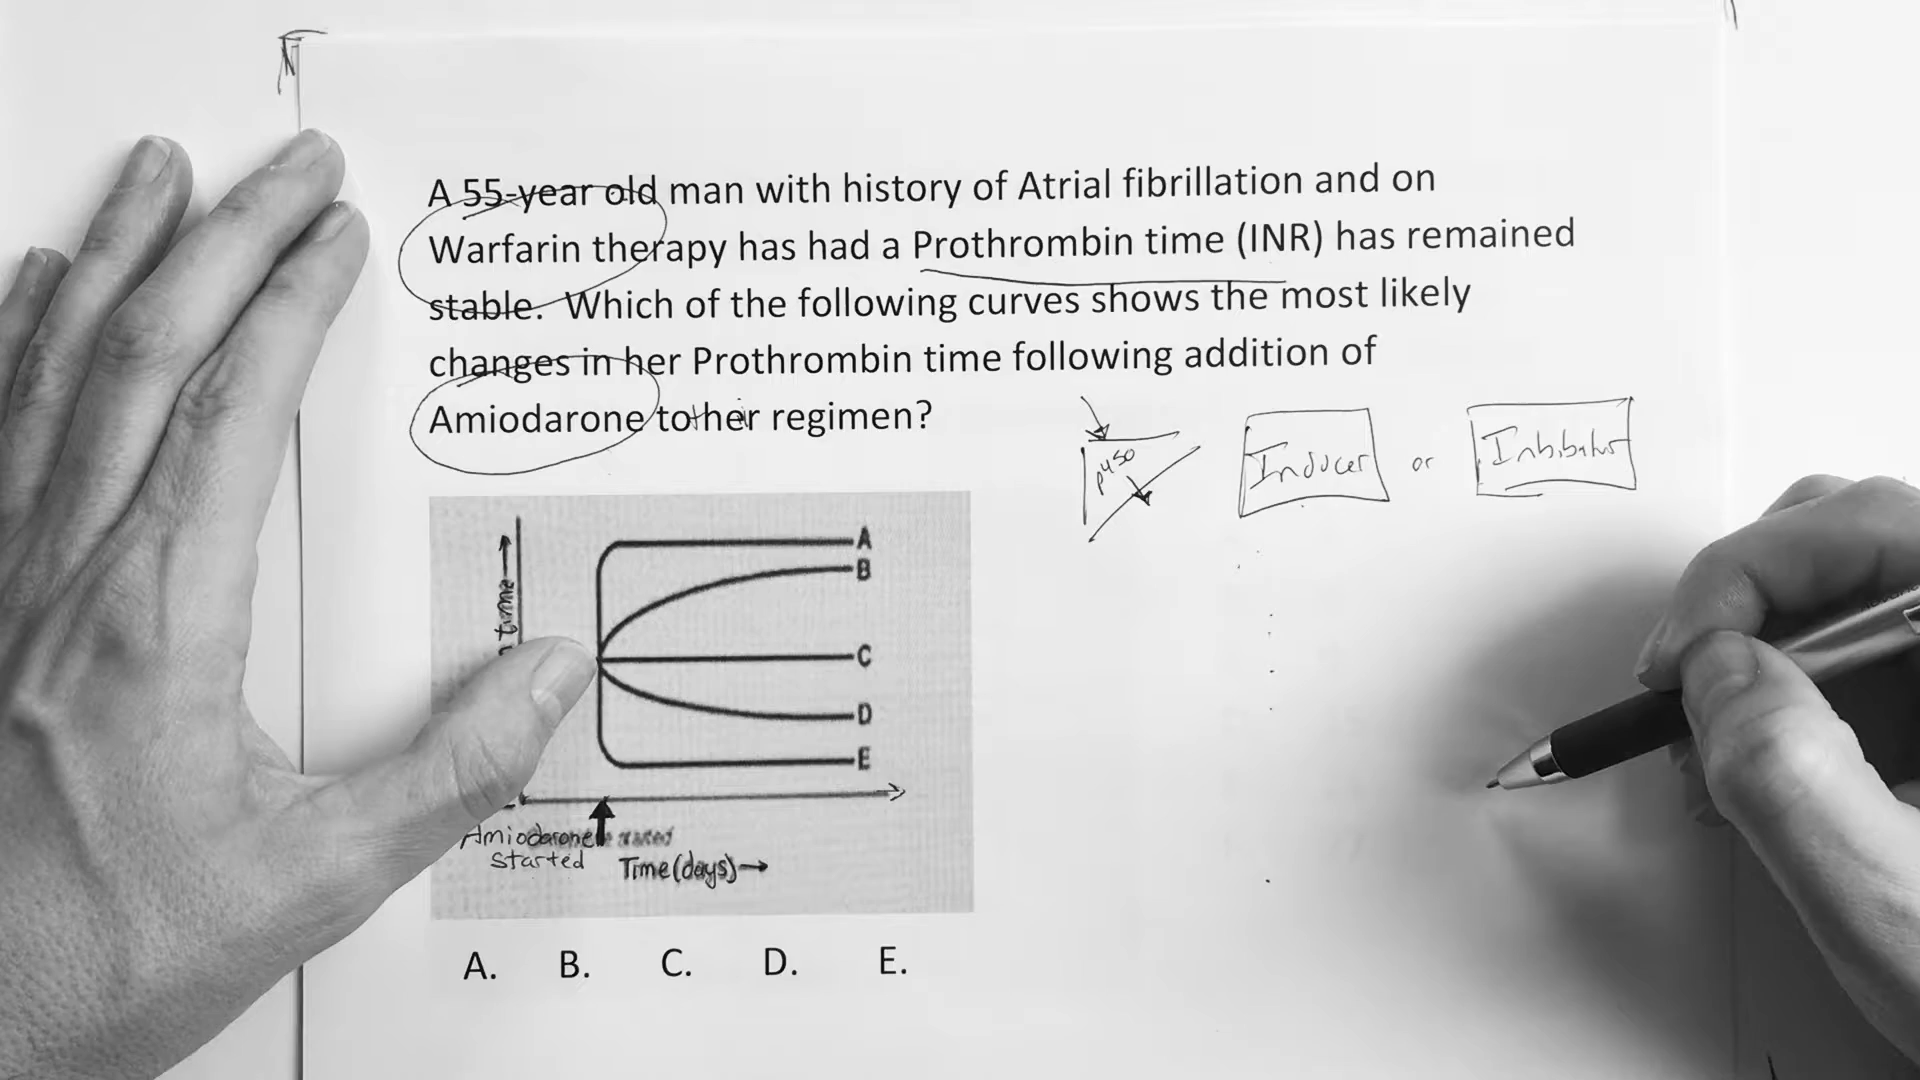 A 55-year old man with history of Atrial fibrillation and on
Warfarin therapy has had a Prothrombin time (INR) has remained
stable. Which of the following curves shows the most likely
changes in her Prothrombin time following addition of
Amiodarone to their regimen?
P450
Inducer or Inhibitor
time →
A
B
C
D
E
Amiodarone
started
Time (days) →
A. B. C. D. E.